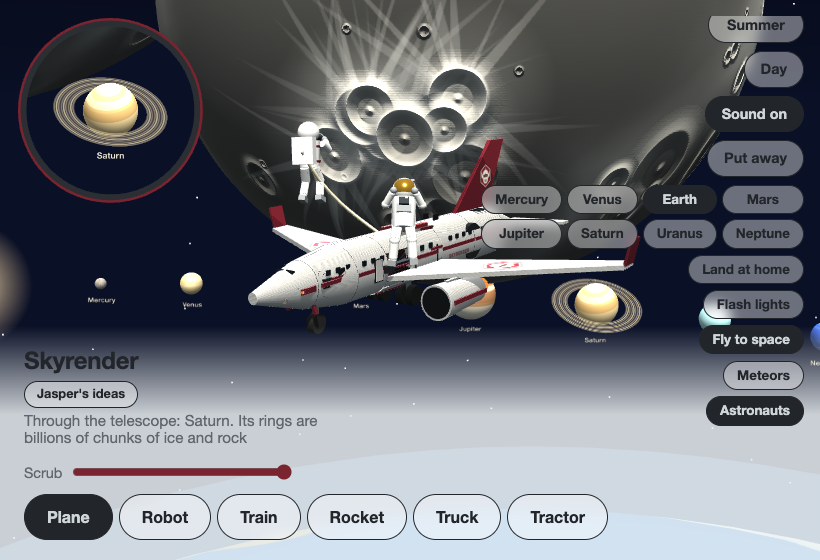 Summer
Day
Sound on
Put away
Mercury Venus Earth Mars
Jupiter Saturn Uranus Neptune
Land at home
Flash lights
Fly to space
Meteors
Astronauts
Saturn
Mercury
Venus
Mars
Jupiter
Saturn
Skyrender
Jasper's ideas
Through the telescope: Saturn. Its rings are
billions of chunks of ice and rock
Scrub
Plane Robot Train Rocket Truck Tractor